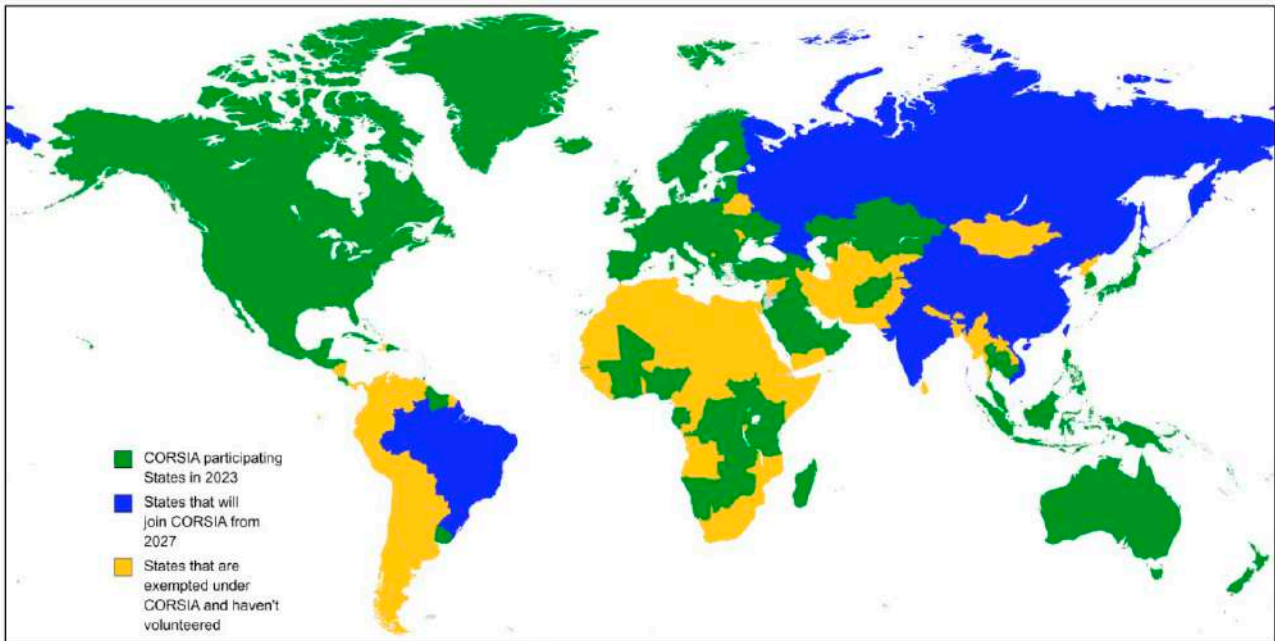 CORSIA participating
States in 2023
States that will
join CORSIA from
2027
States that are
exempted under
CORSIA and haven't
volunteered